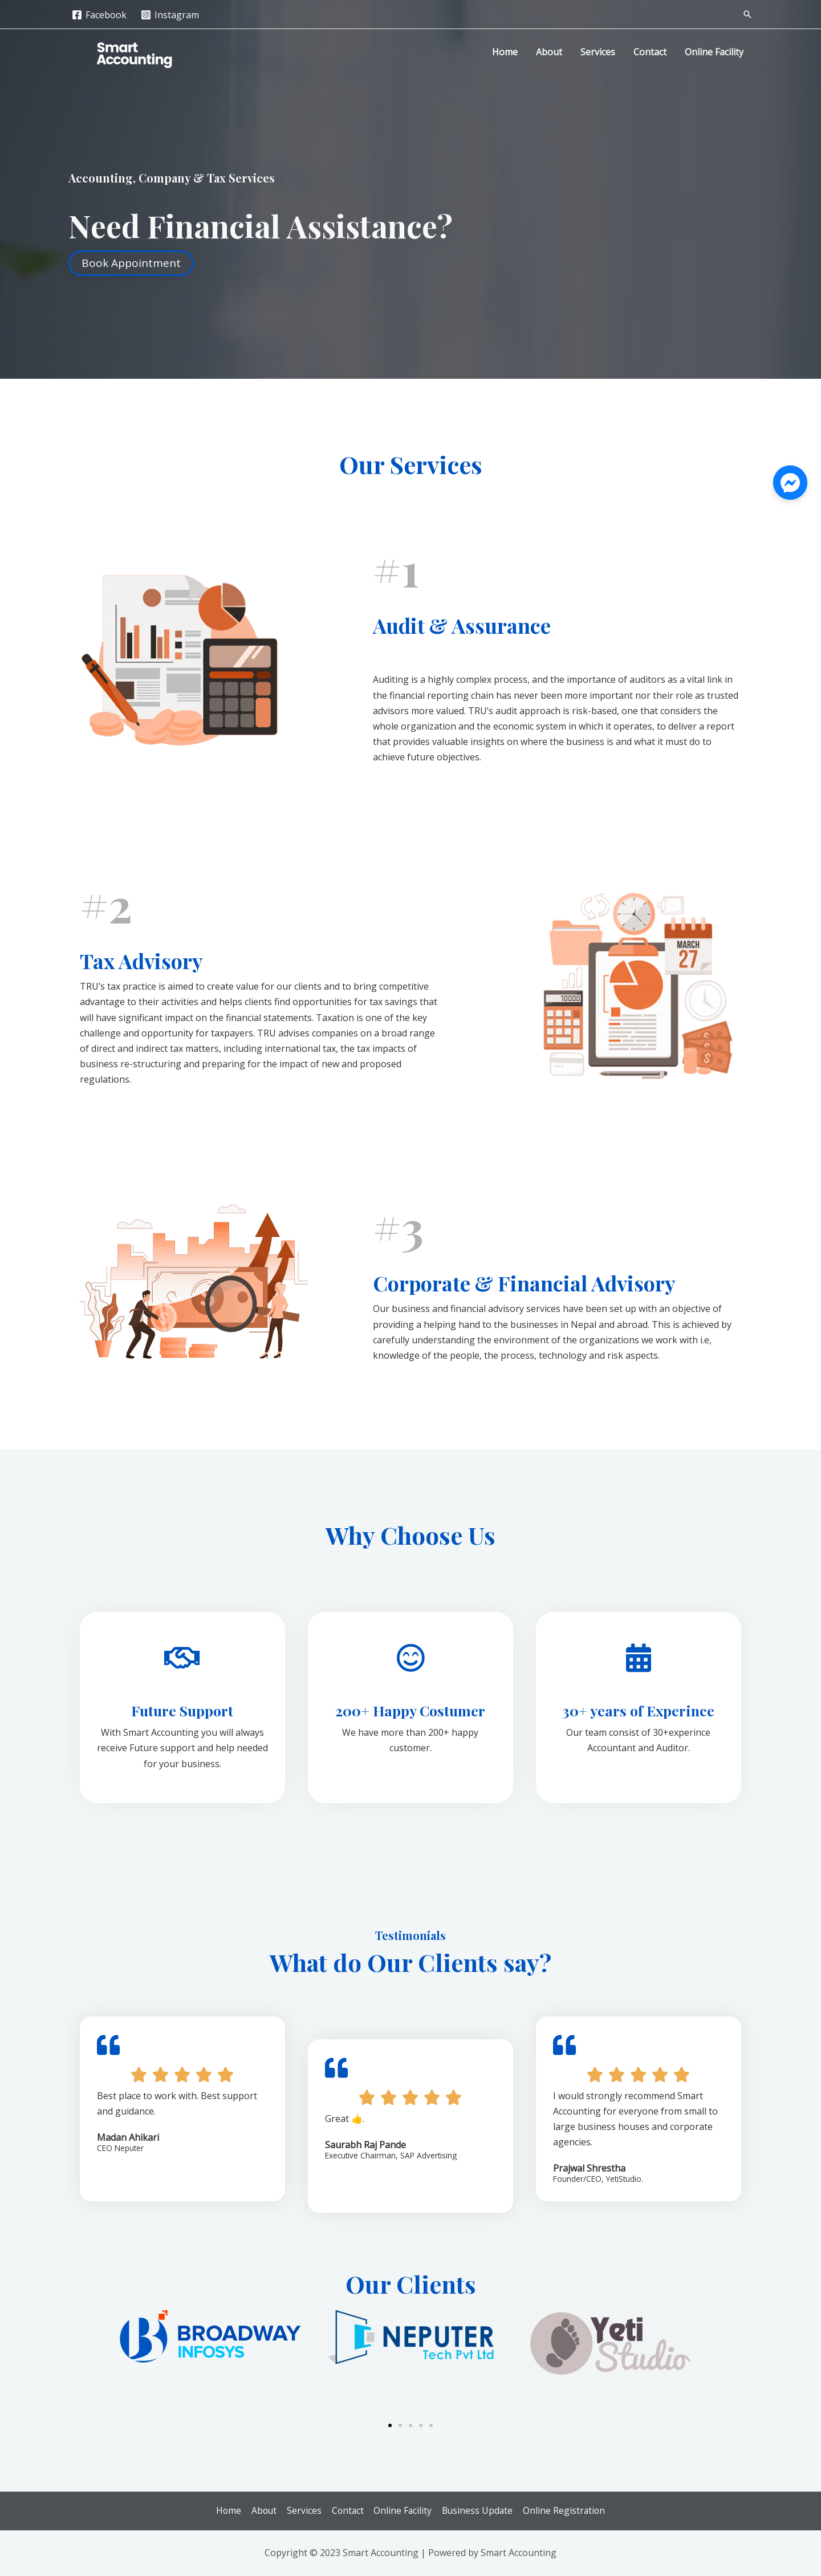 Facebook Instagram
Smart
Accounting
Home About Services Contact Online Facility
Accounting, Company & Tax Services
Need Financial Assistance?
Book Appointment
Our Services
#1
Audit & Assurance
Auditing is a highly complex process, and the importance of auditors as a vital link in
the financial reporting chain has never been more important nor their role as trusted
advisors more valued. TRU's audit approach is risk-based, one that considers the
whole organization and the economic system in which it operates, to deliver a report
that provides valuable insights on where the business is and what it must do to
achieve future objectives.
#2
Tax Advisory
TRU's tax practice is aimed to create value for our clients and to bring competitive
advantage to their activities and helps clients find opportunities for tax savings that
will have significant impact on the financial statements. Taxation is one of the key
challenge and opportunity for taxpayers. TRU advises companies on a broad range
of direct and indirect tax matters, including international tax, the tax impacts of
business re-structuring and preparing for the impact of new and proposed
regulations.
MARCH
27
70000
#3
Corporate & Financial Advisory
Our business and financial advisory services have been set up with an objective of
providing a helping hand to the businesses in Nepal and abroad. This is achieved by
carefully understanding the environment of the organizations we work with i.e,
knowledge of the people, the process, technology and risk aspects.
Why Choose Us
Future Support
With Smart Accounting you will always
receive Future support and help needed
for your business.
200+ Happy Costumer
We have more than 200+ happy
customer.
30+ years of Experince
Our team consist of 30+experince
Accountant and Auditor.
Testimonials
What do Our Clients say?
Best place to work with. Best support
and guidance.
Madan Ahikari
CEO Neputer
Great 👍.
Saurabh Raj Pande
Executive Chairman, SAP Advertising
I would strongly recommend Smart
Accounting for everyone from small to
large business houses and corporate
agencies.
Prajwal Shrestha
Founder/CEO, YetiStudio.
Our Clients
BROADWAY
INFOSYS
NEPUTER
Tech Pvt Ltd
Yeti
Studio
Home About Services Contact Online Facility Business Update Online Registration
Copyright © 2023 Smart Accounting | Powered by Smart Accounting